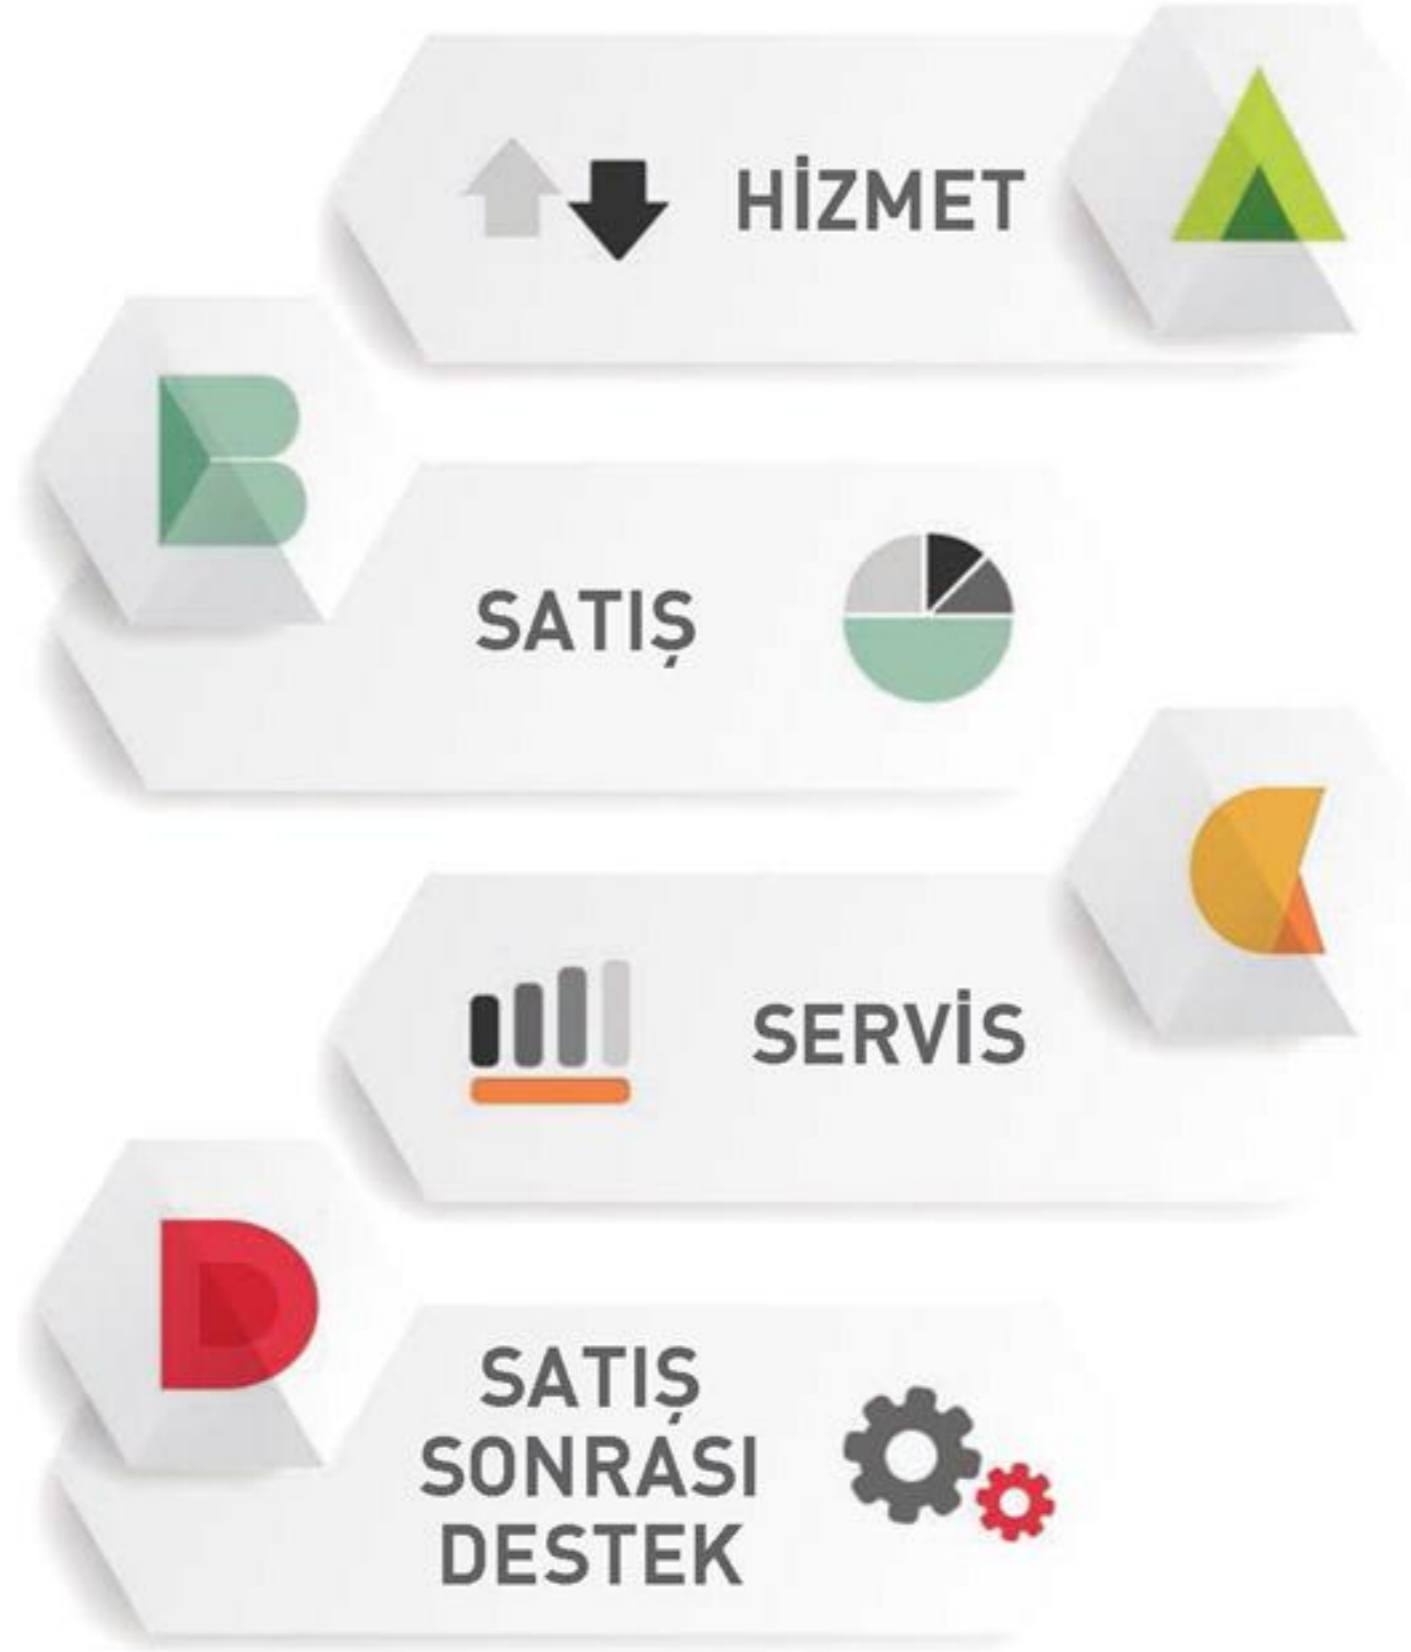 HİZMET
A
B
SATIŞ
C
SERVİS
D
SATIŞ
SONRASI
DESTEK